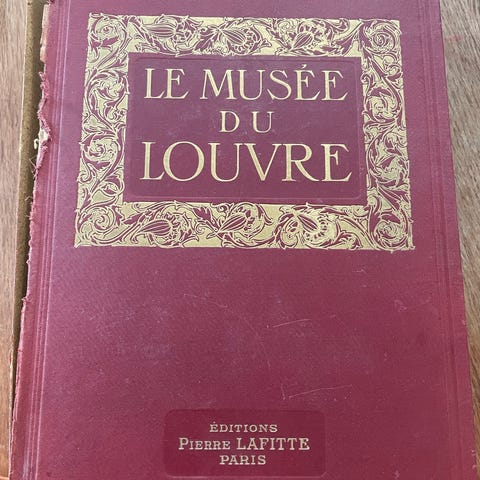 LE MUSÉE
DU
LOUVRE
ÉDITIONS
PIERRE LAFITTE
PARIS